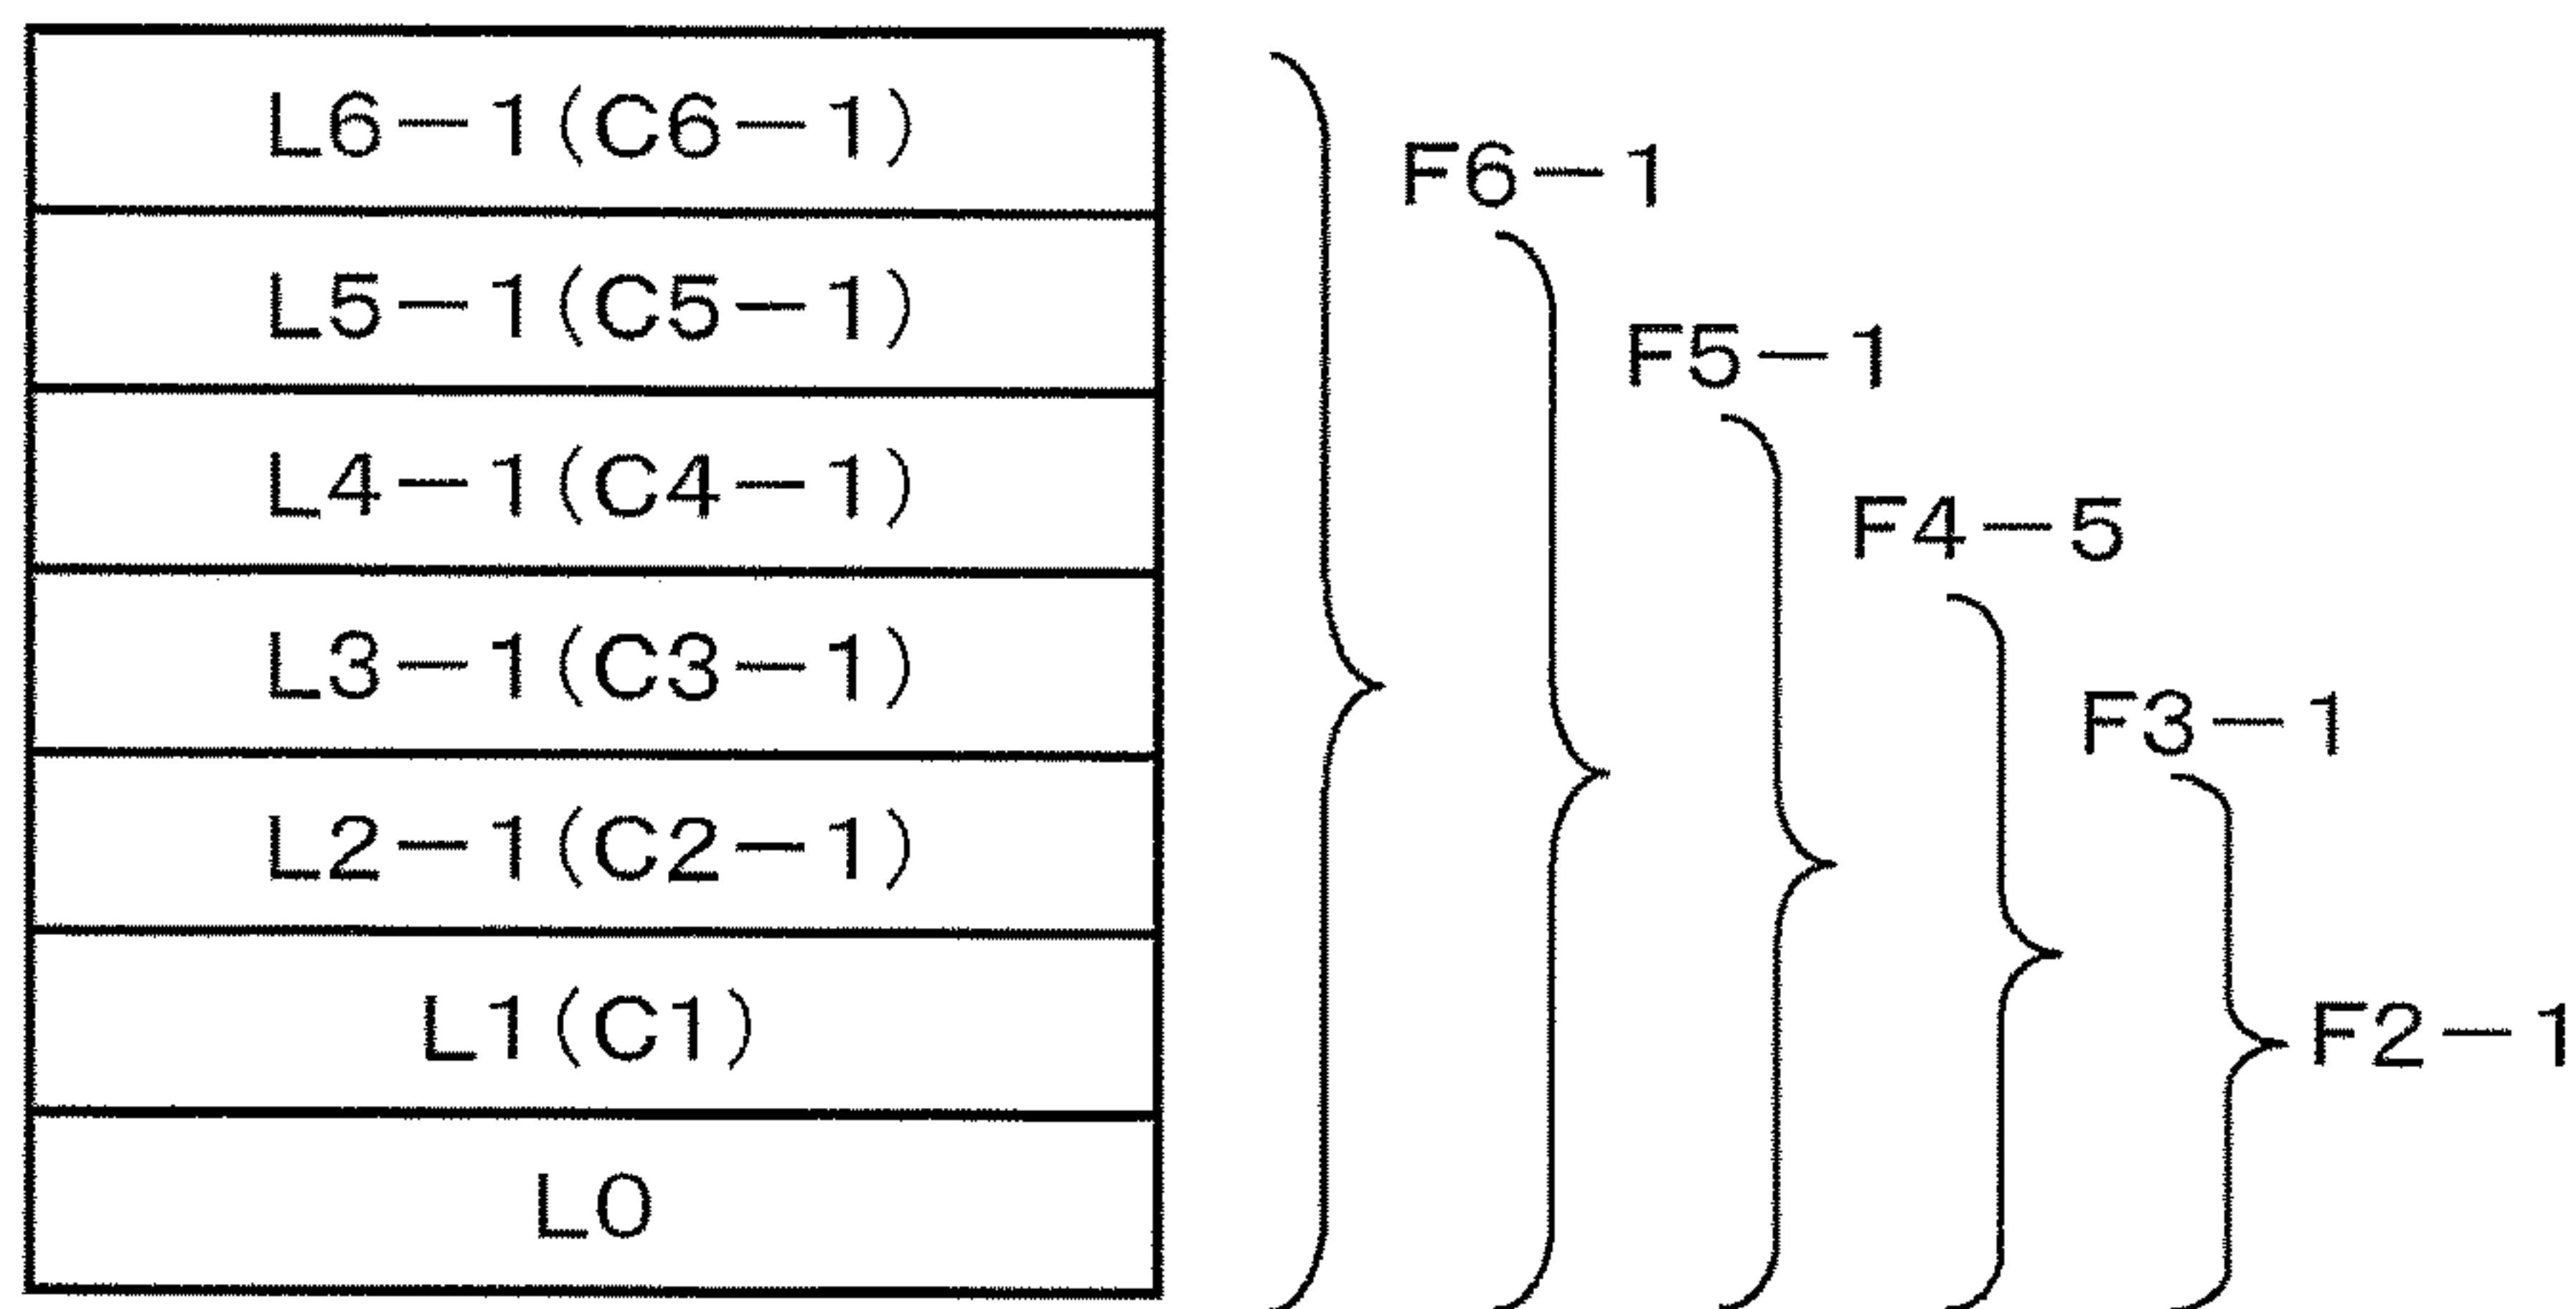 L6-1(C6-1)
F6-1
L5-1(C5-1)
F5-1
L4-1(C4-1)
F4-5
L3-1(C3-1)
F3-1
L2-1(C2-1)
L1(C1)
F2-1
L0